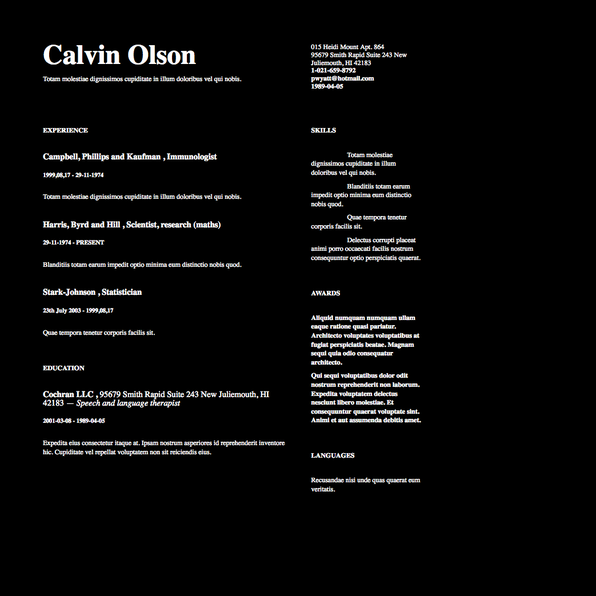 Calvin Olson
Totam molestiae dignissimos cupiditate in illum doloribus vel qui nobis.
015 Heidi Mount Apt. 864
95679 Smith Rapid Suite 243 New
Juliemouth, HI 42183
1-021-659-8792
pwyatt@hotmail.com
1989-04-05
EXPERIENCE
Campbell, Phillips and Kaufman , Immunologist
1999,08,17 - 29-11-1974
Totam molestiae dignissimos cupiditate in illum doloribus vel qui nobis.
Harris, Byrd and Hill , Scientist, research (maths)
29-11-1974 - PRESENT
Blanditiis totam earum impedit optio minima eum distinctio nobis quod.
Stark-Johnson , Statistician
23th July 2003 - 1999,08,17
Quae tempora tenetur corporis facilis sit.
EDUCATION
Cochran LLC , 95679 Smith Rapid Suite 243 New Juliemouth, HI
42183 — Speech and language therapist
2001-03-08 - 1989-04-05
Expedita eius consectetur itaque at. Ipsam nostrum asperiores id reprehenderit inventore
hic. Cupiditate vel repellat voluptatem non sit reiciendis eius.
SKILLS
Totam molestiae
dignissimos cupiditate in illum
doloribus vel qui nobis.
Blanditiis totam earum
impedit optio minima eum distinctio
nobis quod.
Quae tempora tenetur
corporis facilis sit.
Delectus corrupti placeat
animi porro occaecati facilis nostrum
consequuntur optio perspiciatis quaerat.
AWARDS
Aliquid numquam numquam ullam
eaque ratione quasi pariatur.
Architecto voluptates voluptatibus at
fugiat perspiciatis beatae. Magnam
sequi quia odio consequatur
architecto.
Qui sequi voluptatibus dolor odit
nostrum reprehenderit non laborum.
Expedita voluptatem delectus
nesciunt libero molestiae. Et
consequuntur quaerat voluptate sint.
Animi et aut assumenda debitis amet.
LANGUAGES
Recusandae nisi unde quas quaerat eum
veritatis.